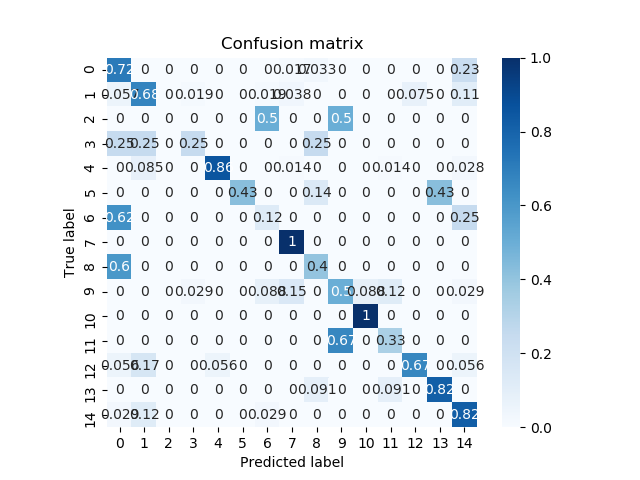 Confusion matrix
0 0.72 0 0 0 0 0 0 0.017 0.033 0 0 0 0 0 0.23
1 0.057 0.68 0 0.019 0 0 0.019 0.038 0 0 0 0 0.075 0 0.11
2 0 0 0 0 0 0 0.5 0 0 0.5 0 0 0 0 0
3 0.25 0.25 0 0.25 0 0 0 0 0.25 0 0 0 0 0 0
4 0 0.085 0 0 0.86 0 0 0.014 0 0 0 0.014 0 0 0.028
5 0 0 0 0 0 0.43 0 0 0.14 0 0 0 0 0.43 0
6 0.62 0 0 0 0 0 0.12 0 0 0 0 0 0 0 0.25
7 0 0 0 0 0 0 0 1 0 0 0 0 0 0 0
8 0.6 0 0 0 0 0 0 0 0.4 0 0 0 0 0 0
9 0 0 0 0.029 0 0 0.088 0.15 0 0.5 0.088 0.12 0 0 0.029
10 0 0 0 0 0 0 0 0 0 0 1 0 0 0 0
11 0 0 0 0 0 0 0 0 0 0.67 0 0.33 0 0 0
12 0.056 0.17 0 0 0.056 0 0 0 0 0 0 0 0.67 0 0.056
13 0 0 0 0 0 0 0 0 0.091 0 0 0.091 0 0.82 0
14 0.029 0.12 0 0 0 0 0.029 0 0 0 0 0 0 0 0.82
0 1 2 3 4 5 6 7 8 9 10 11 12 13 14
Predicted label
True label
1.0
0.8
0.6
0.4
0.2
0.0